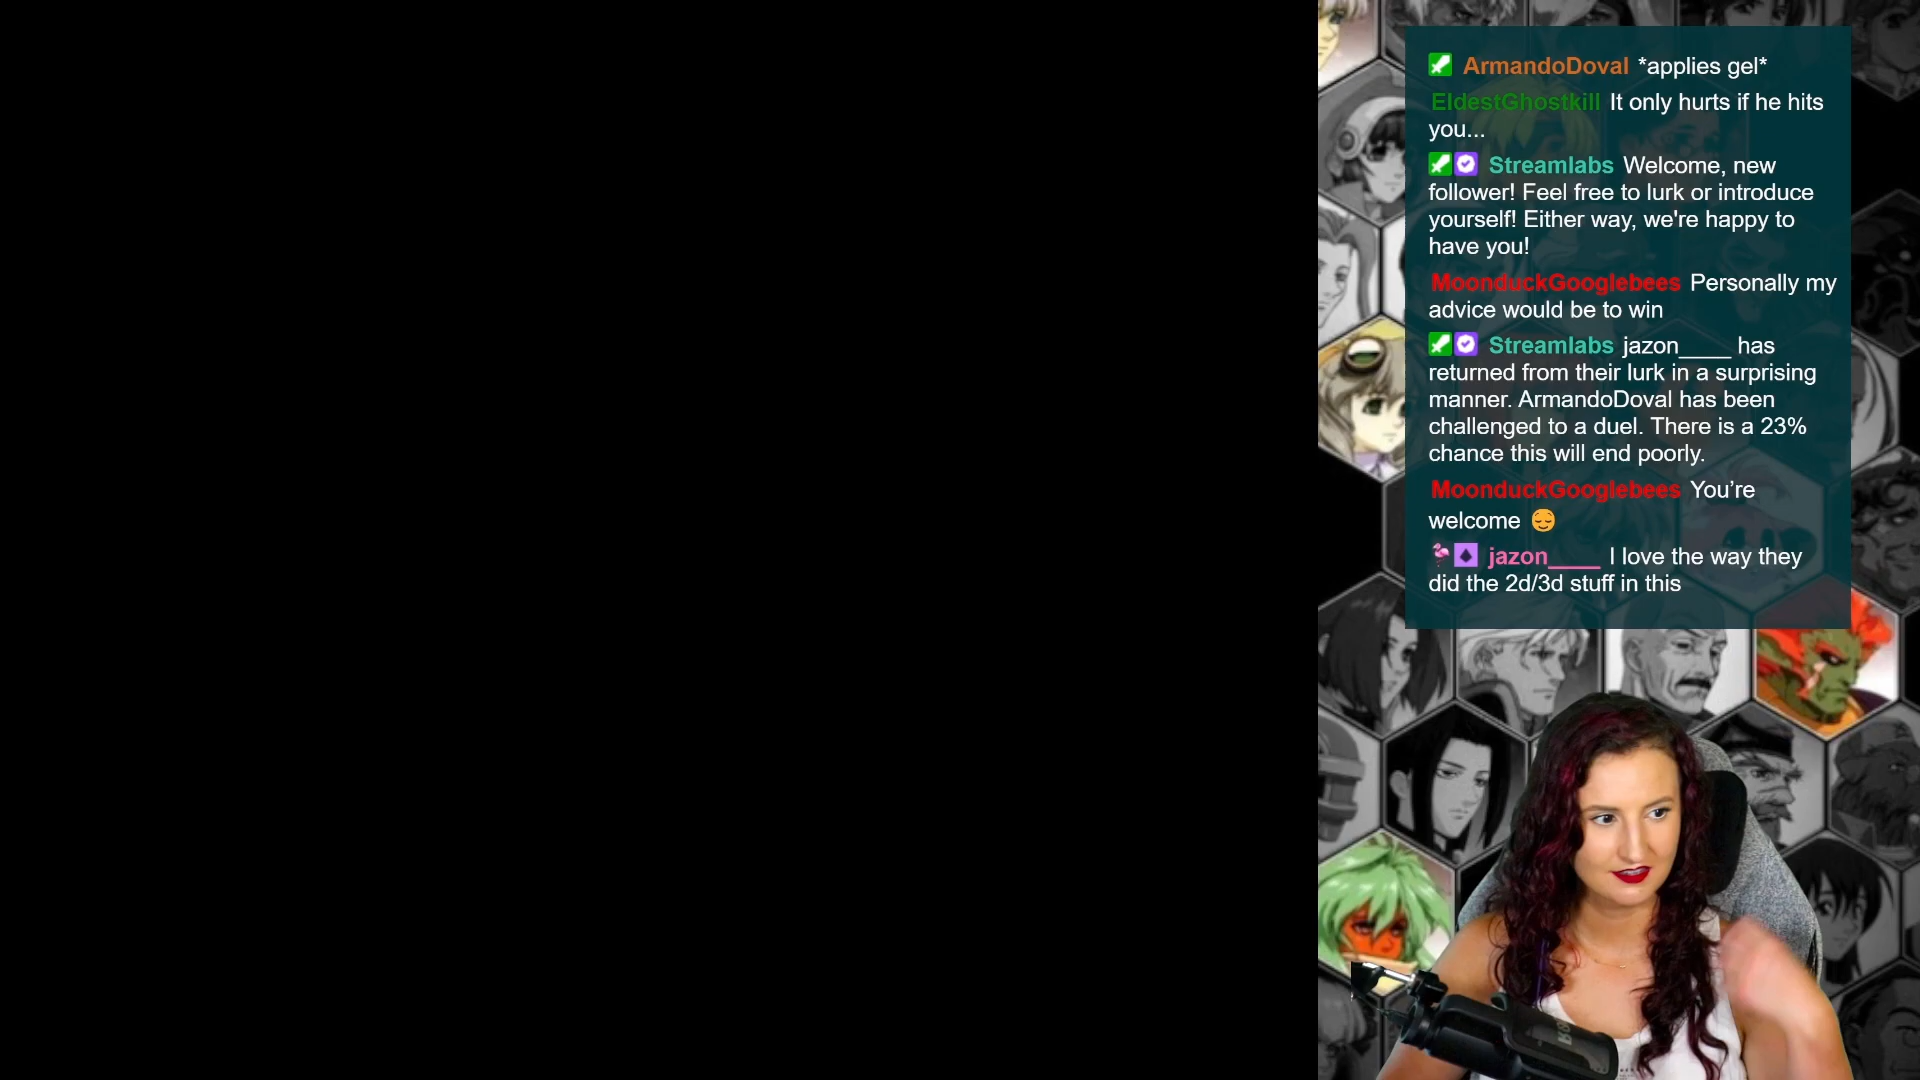 ArmandoDoval *applies gel*
EldestGhostkill It only hurts if he hits
you...
Streamlabs Welcome, new
follower! Feel free to lurk or introduce
yourself! Either way, we're happy to
have you!
MoonduckGooglebees Personally my
advice would be to win
Streamlabs jazon____ has
returned from their lurk in a surprising
manner. ArmandoDoval has been
challenged to a duel. There is a 23%
chance this will end poorly.
MoonduckGooglebees You’re
welcome 😌
jazon____ I love the way they
did the 2d/3d stuff in this